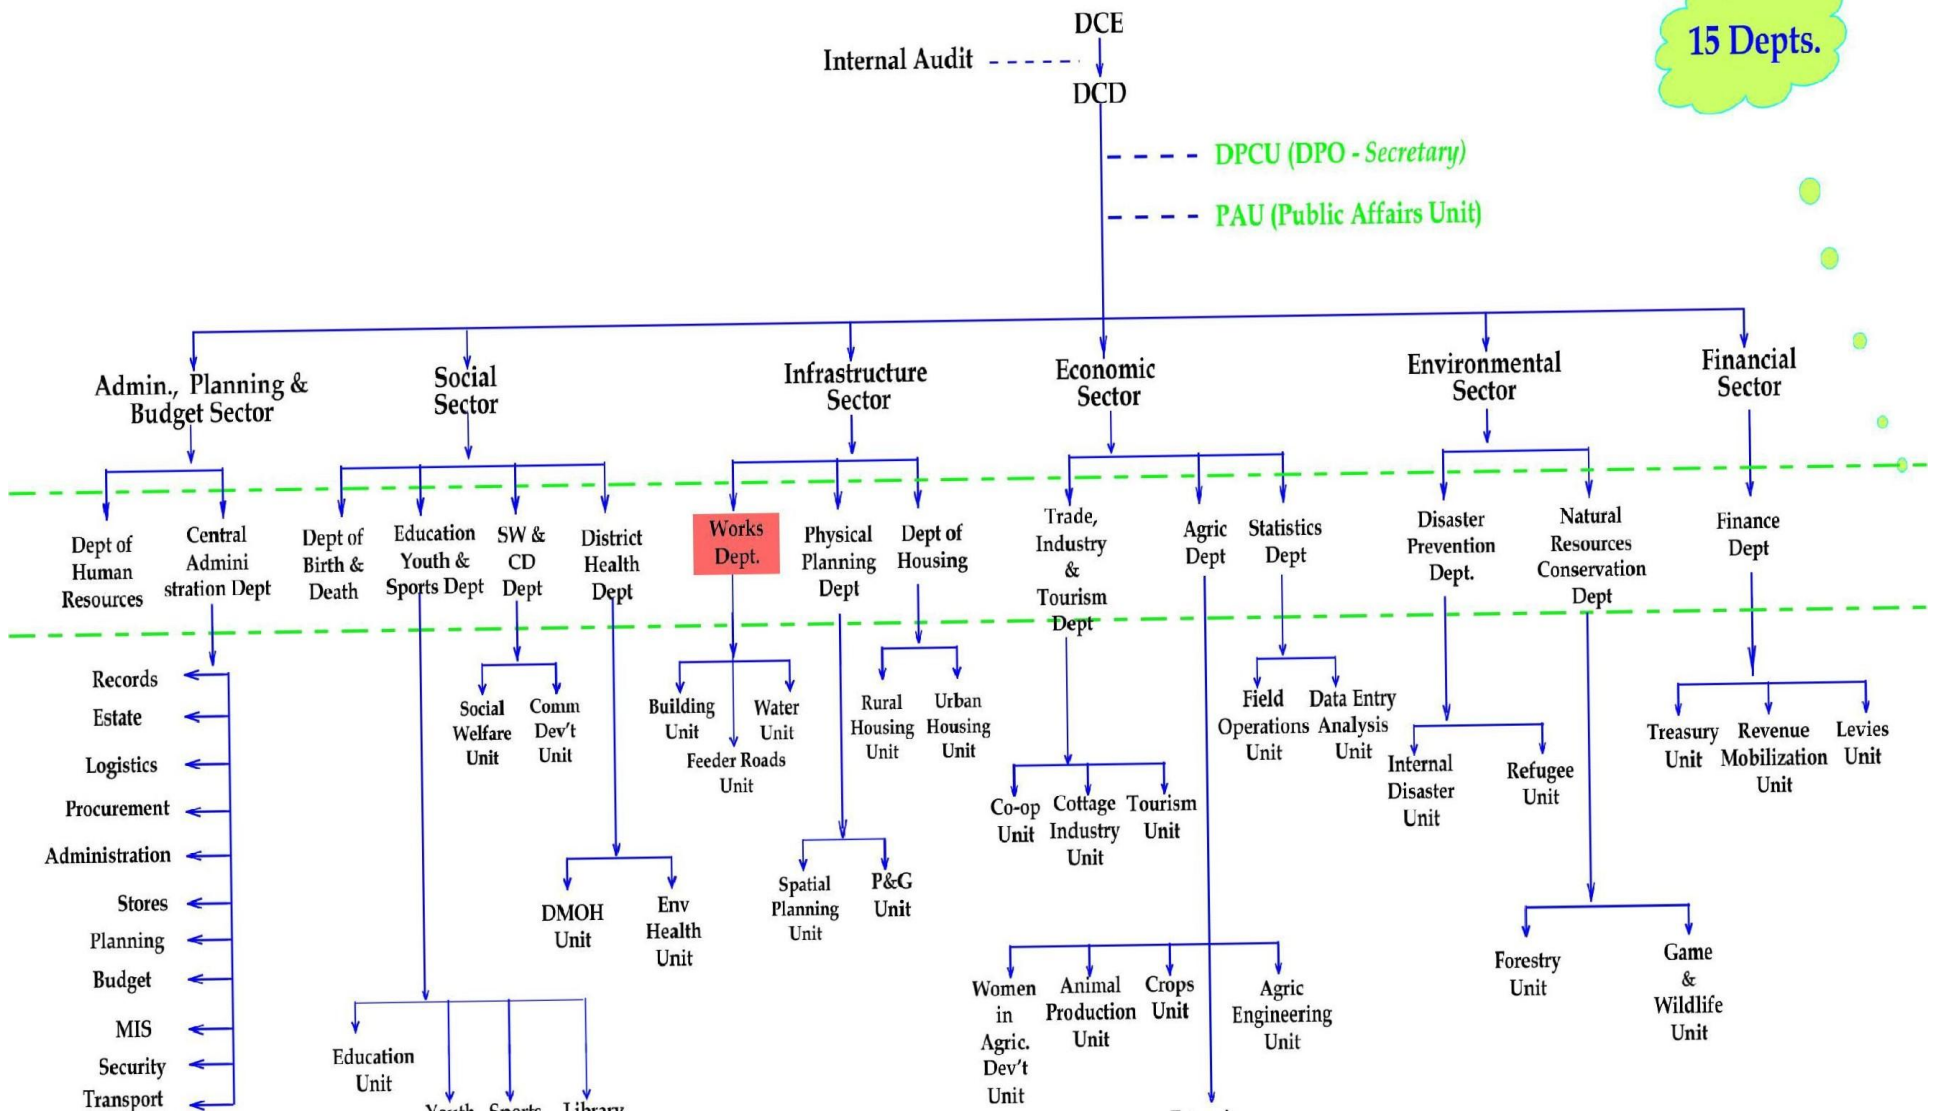 DCE
15 Depts.
Internal Audit
DCD
DPCU (DPO - Secretary)
PAU (Public Affairs Unit)
Admin., Planning &
Budget Sector
Social
Sector
Infrastructure
Sector
Economic
Sector
Environmental
Sector
Financial
Sector
Dept of
Human
Resources
Central
Admini
stration Dept
Dept of
Birth &
Death
Education
Youth &
Sports Dept
SW &
CD
Dept
District
Health
Dept
Works
Dept.
Physical
Planning
Dept
Dept of
Housing
Trade,
Industry
&
Tourism
Dept
Agric
Dept
Statistics
Dept
Disaster
Prevention
Dept.
Natural
Resources
Conservation
Dept
Finance
Dept
Records
Estate
Logistics
Procurement
Administration
Stores
Planning
Budget
MIS
Security
Transport
Education
Unit
Youth
Sports
Library
Social
Welfare
Unit
Comm
Dev't
Unit
DMOH
Unit
Env
Health
Unit
Building
Unit
Feeder Roads
Unit
Water
Unit
Spatial
Planning
Unit
P&G
Unit
Rural
Housing
Unit
Urban
Housing
Unit
Co-op
Unit
Cottage
Industry
Unit
Tourism
Unit
Women
in
Agric.
Dev't
Unit
Animal
Production
Unit
Crops
Unit
Agric
Engineering
Unit
Field
Operations
Unit
Data Entry
Analysis
Unit
Internal
Disaster
Unit
Refugee
Unit
Forestry
Unit
Game
&
Wildlife
Unit
Treasury
Unit
Revenue
Mobilization
Unit
Levies
Unit